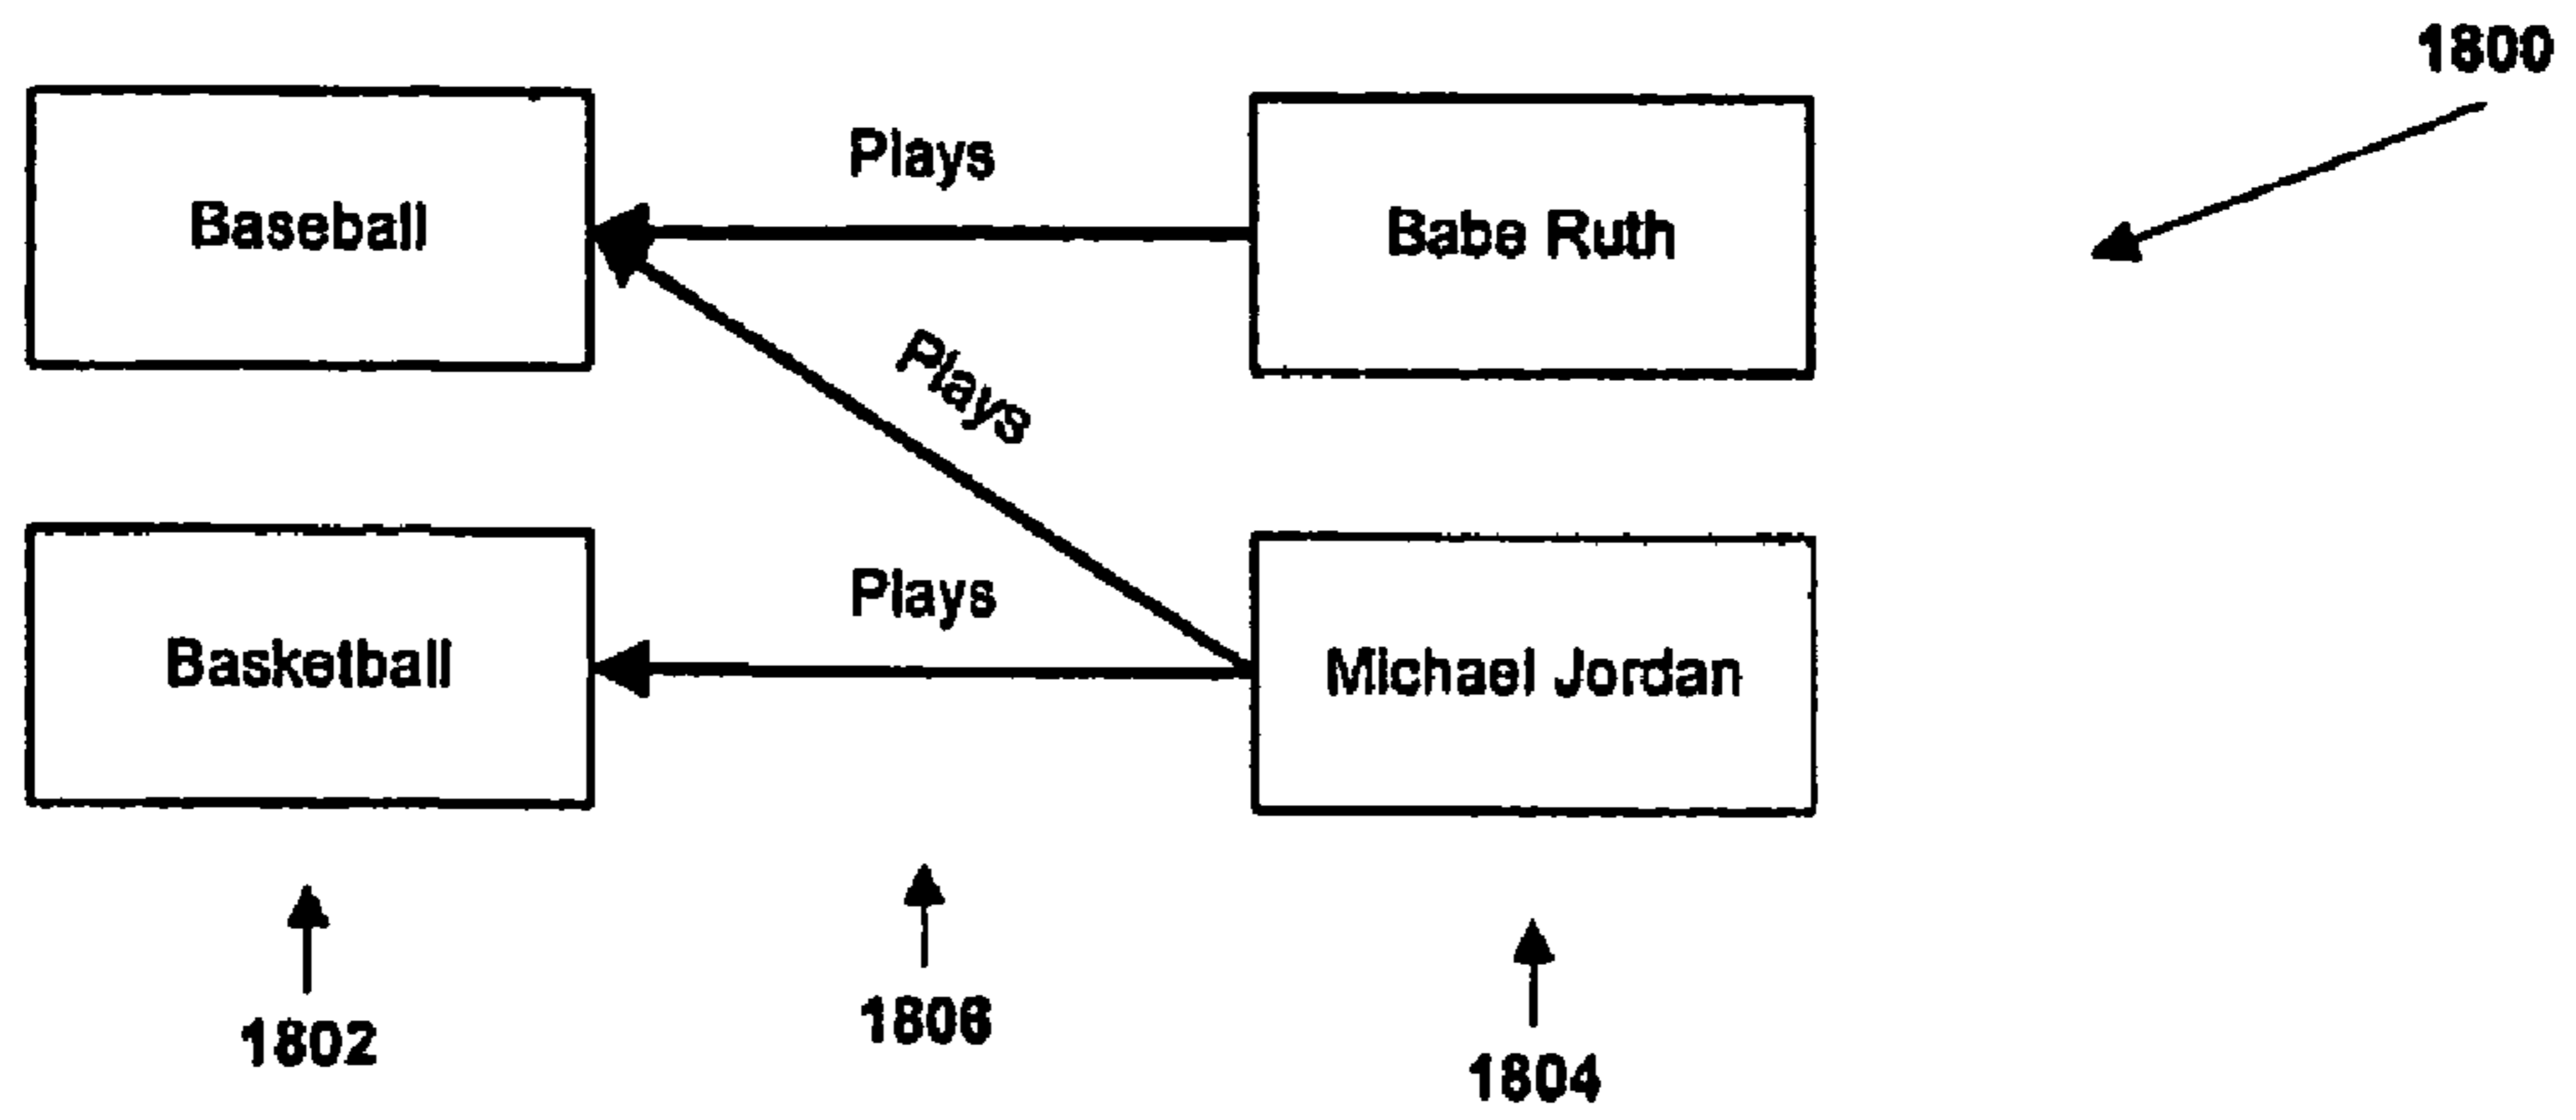 1800
Plays
Baseball
Babe Ruth
Plays
Plays
Basketball
Michael Jordan
1802
1806
1804